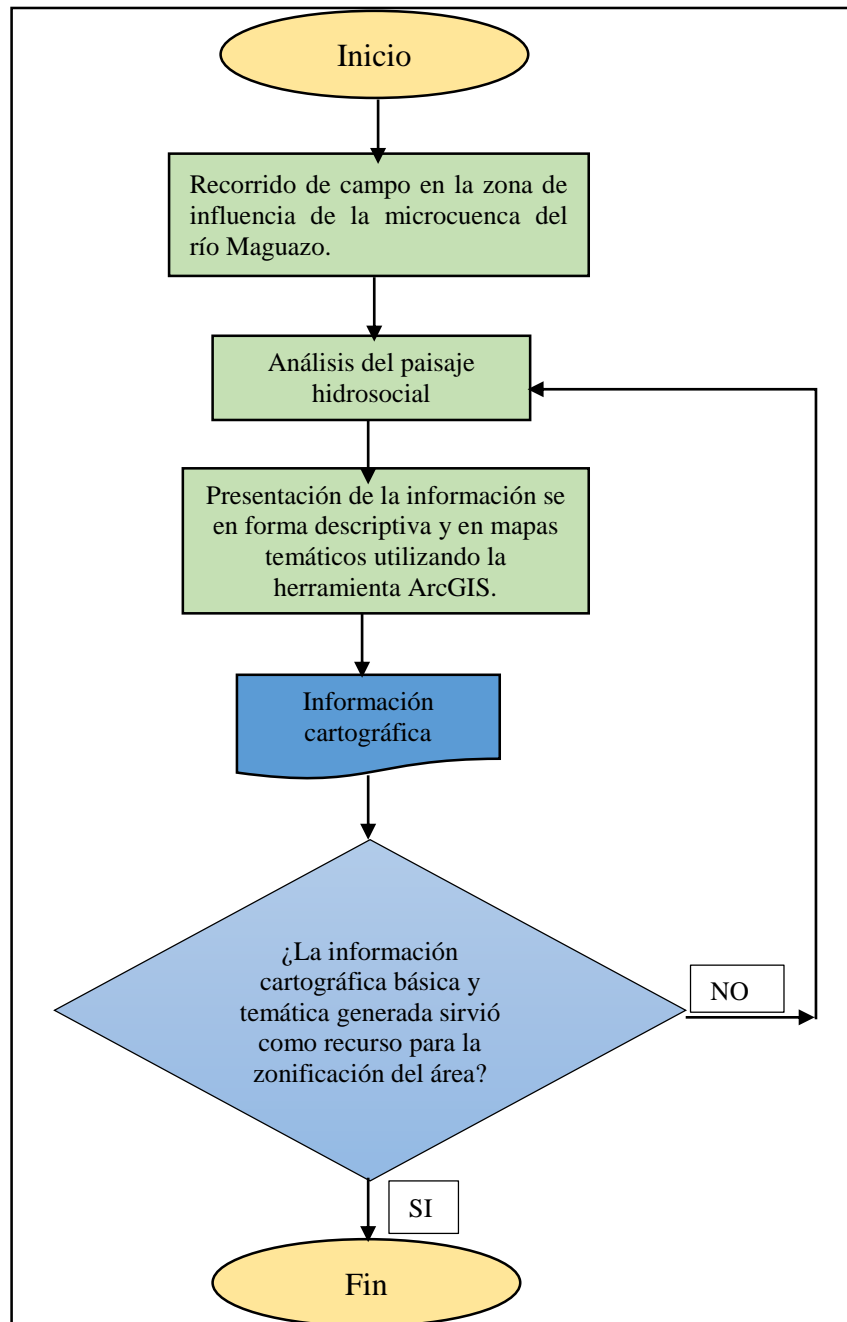 Inicio
Recorrido de campo en la zona de
influencia de la microcuenca del
río Maguazo.
Análisis del paisaje
hidrosocial
Presentación de la información se
en forma descriptiva y en mapas
temáticos utilizando la
herramienta ArcGIS.
Información
cartográfica
¿La información
cartográfica básica y
temática generada sirvió
como recurso para la
zonificación del área?
NO
SI
Fin